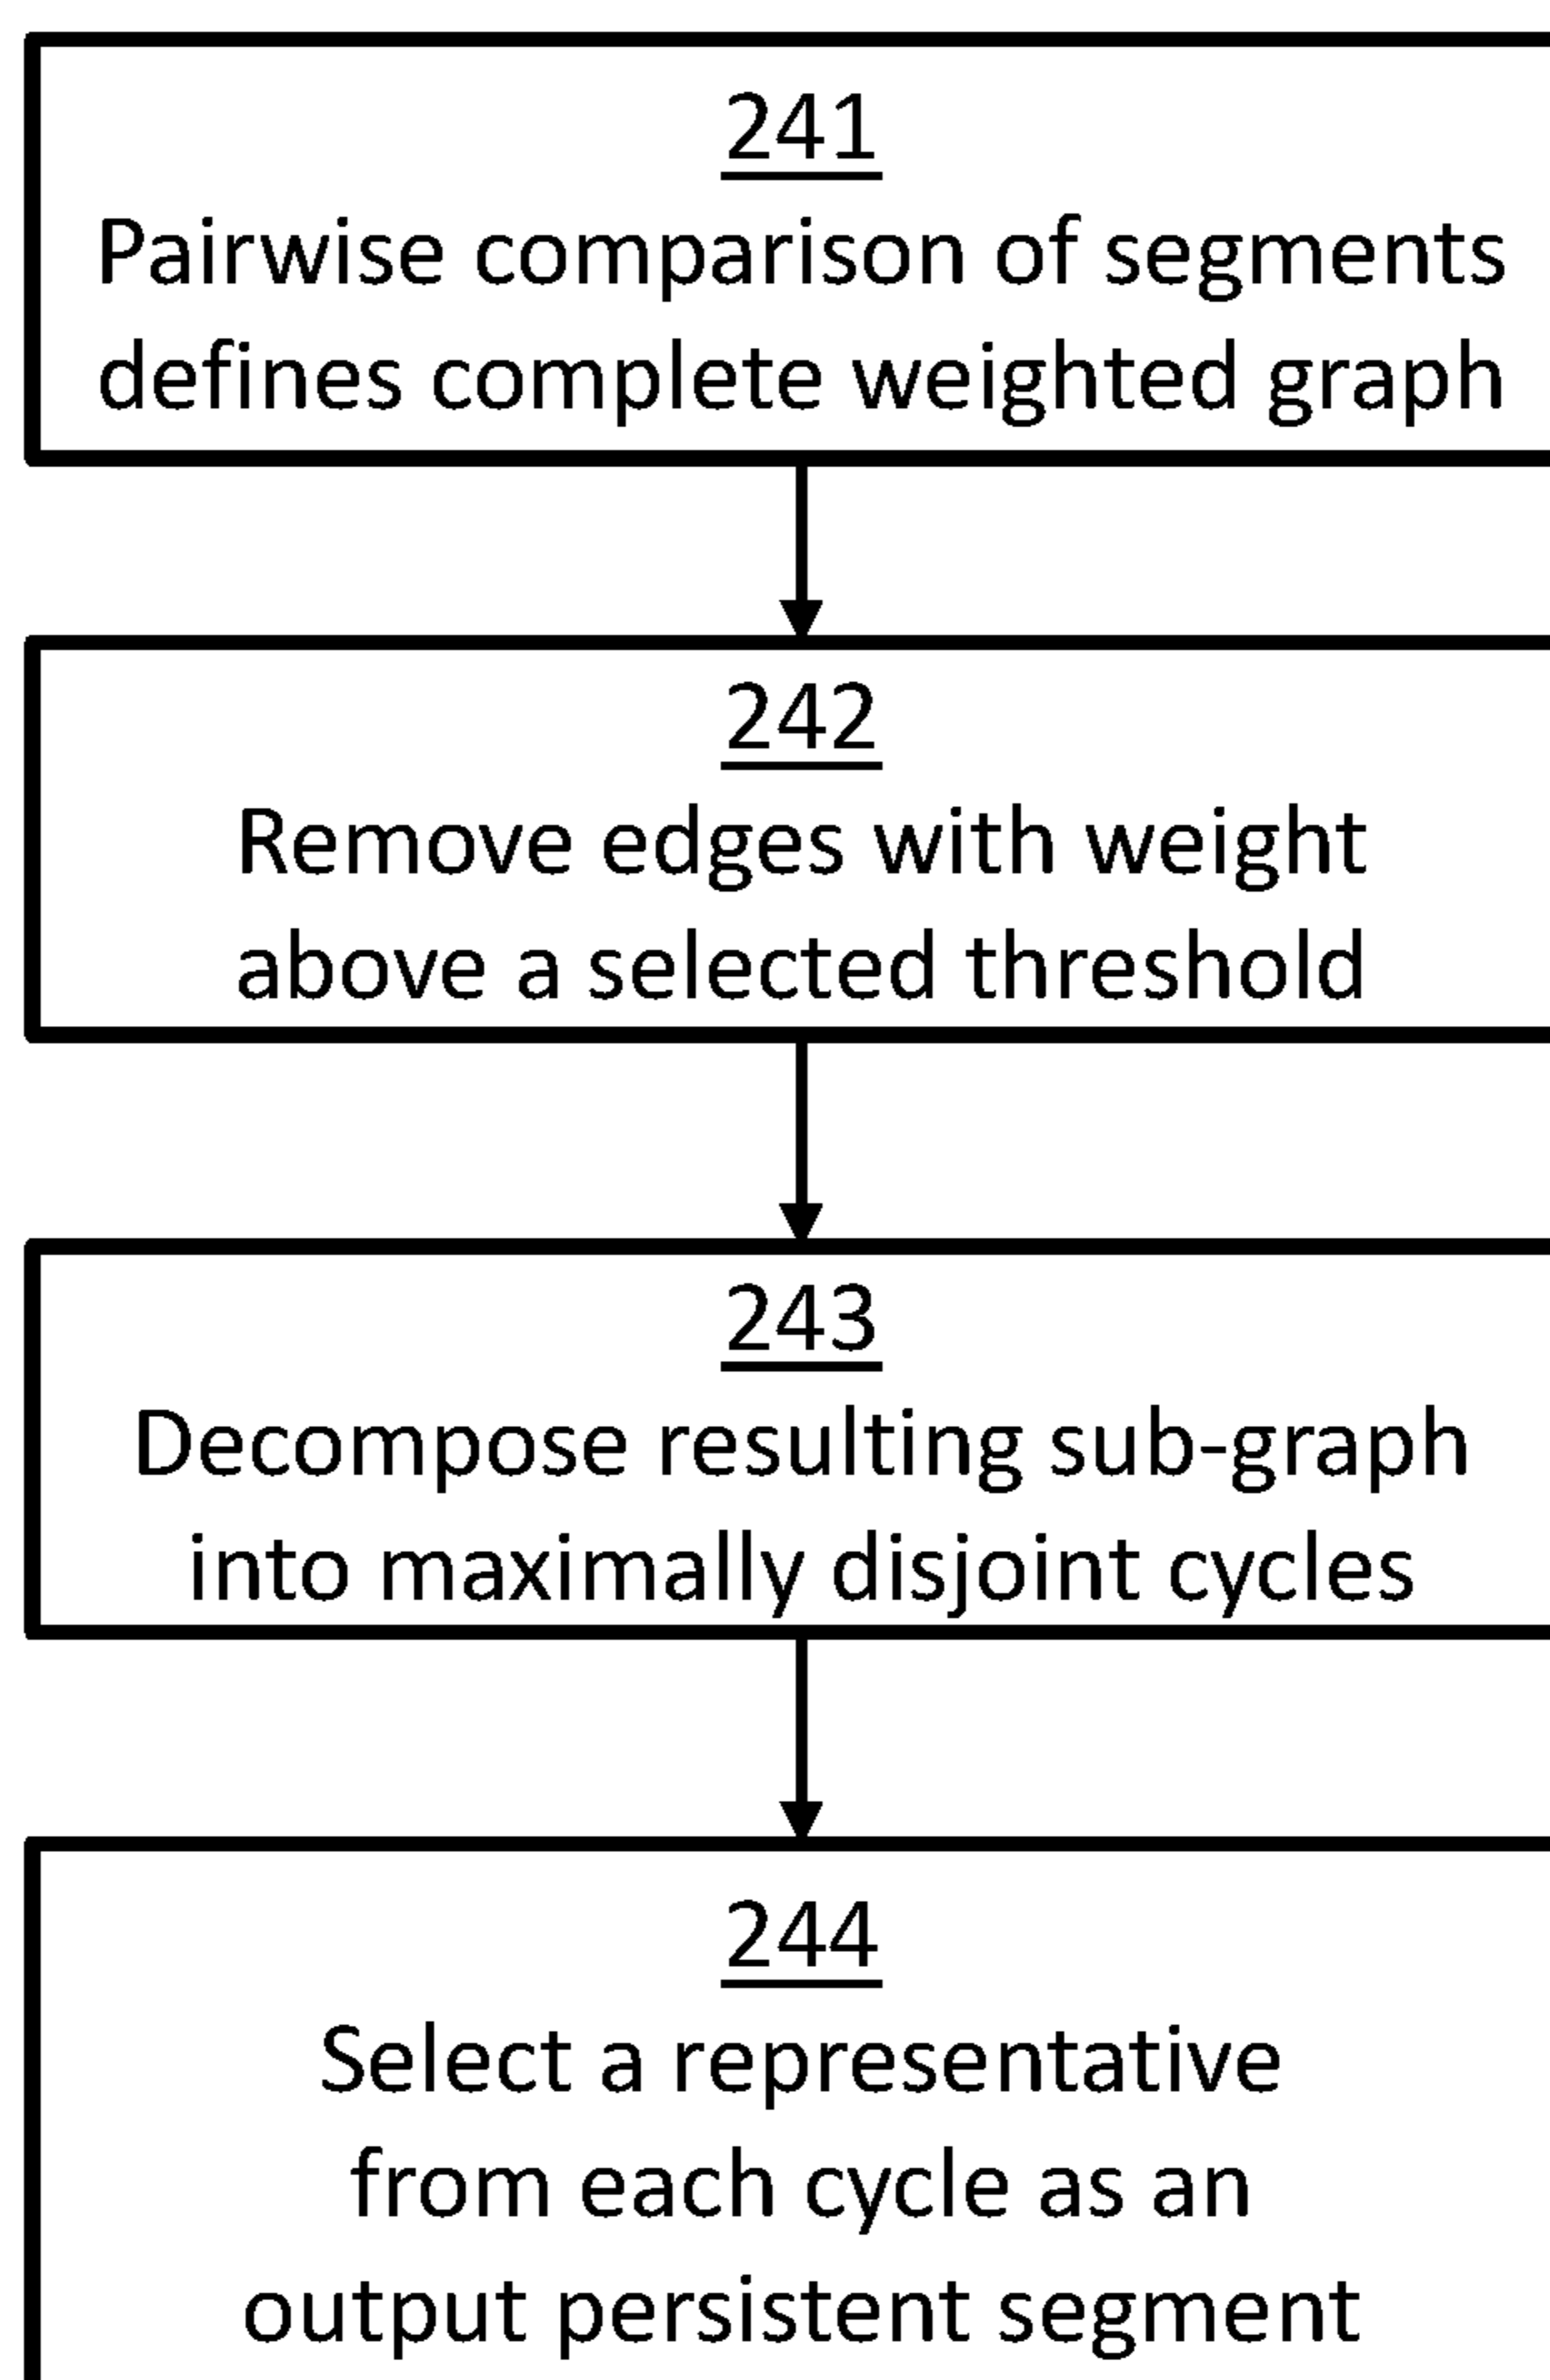 241
Pairwise comparison of segments
defines complete weighted graph
242
Remove edges with weight
above a selected threshold
243
Decompose resulting sub-graph
into maximally disjoint cycles
244
Select a representative
from each cycle as an
output persistent segment